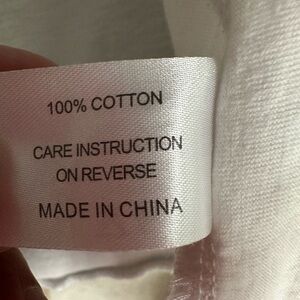 100% COTTON
CARE INSTRUCTION
ON REVERSE
MADE IN CHINA